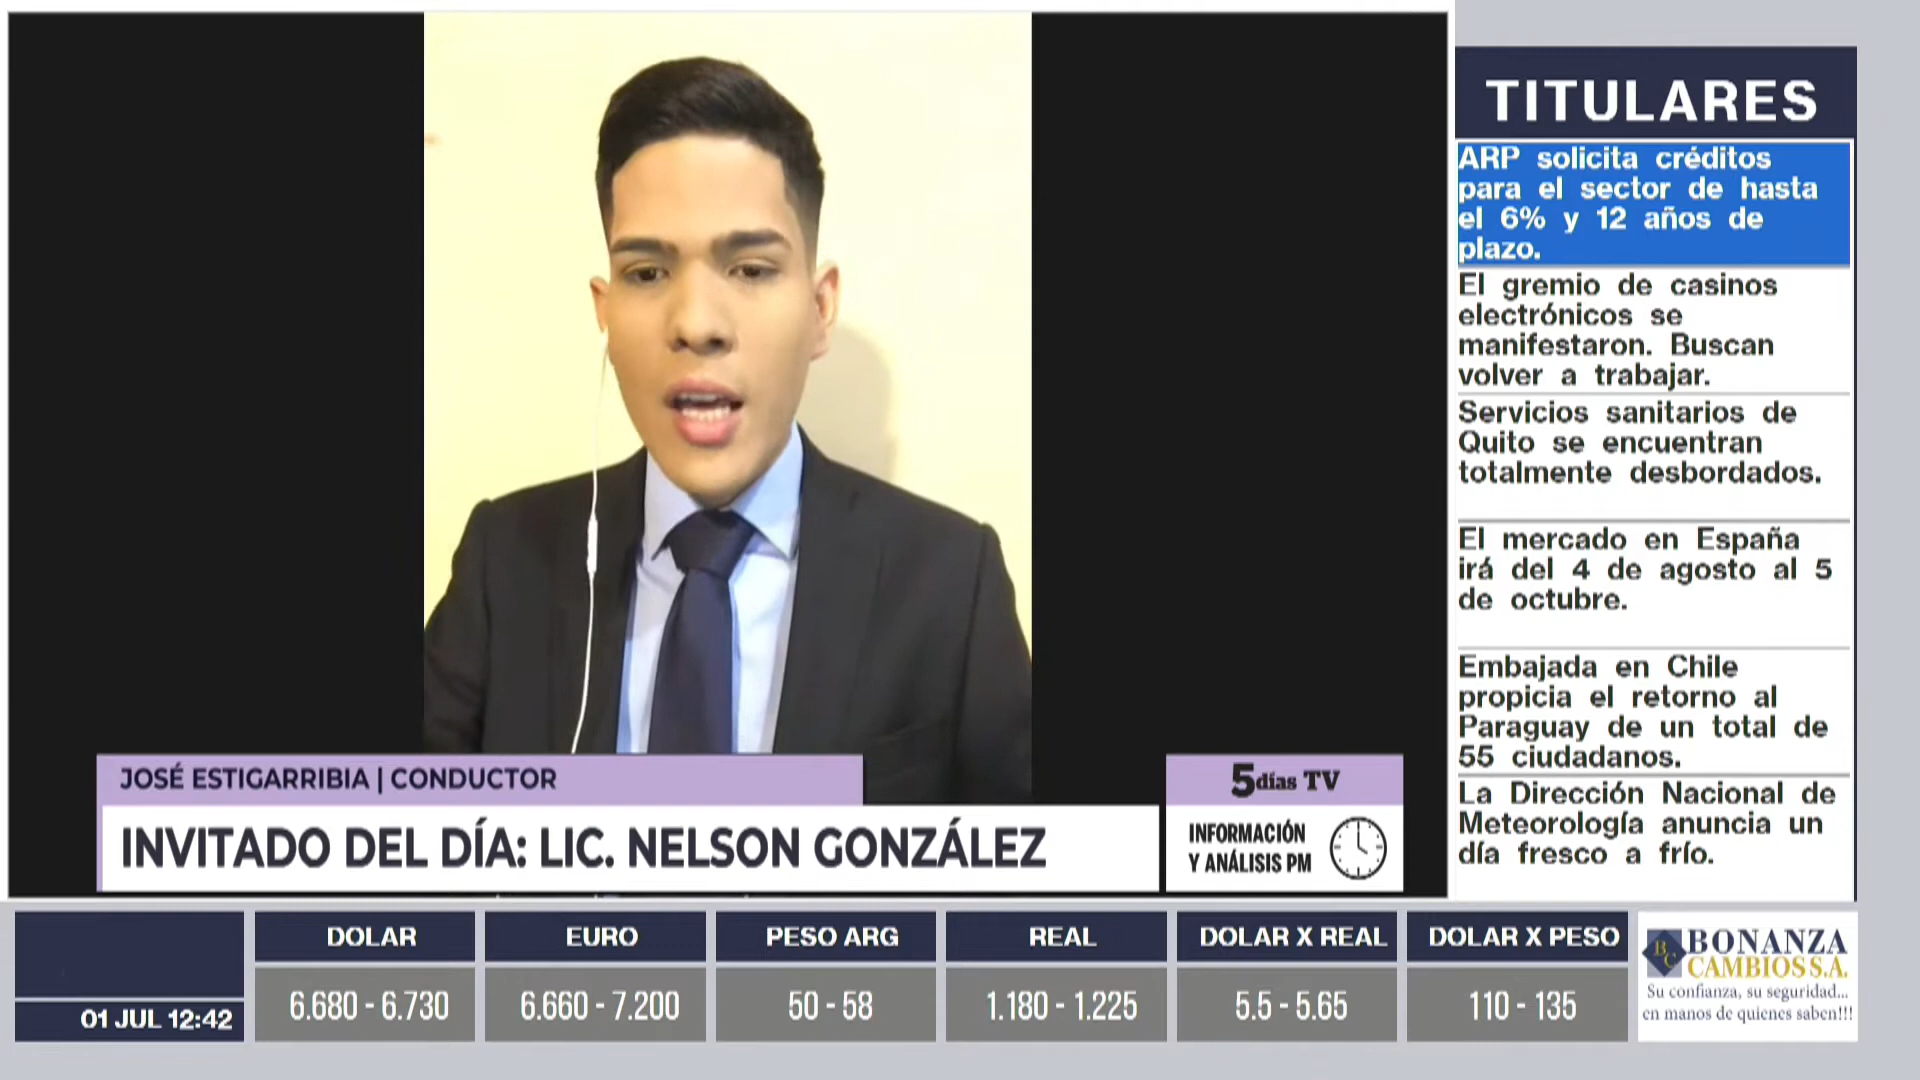 TITULARES
ARP solicita créditos
para el sector de hasta
el 6% y 12 años de
plazo.
El gremio de casinos
electrónicos se
manifestaron. Buscan
volver a trabajar.
Servicios sanitarios de
Quito se encuentran
totalmente desbordados.
El mercado en España
irá del 4 de agosto al 5
de octubre.
Embajada en Chile
propicia el retorno al
Paraguay de un total de
55 ciudadanos.
La Dirección Nacional de
Meteorología anuncia un
día fresco a frío.
JOSÉ ESTIGARRIBIA | CONDUCTOR
INVITADO DEL DÍA: LIC. NELSON GONZÁLEZ
5días TV
INFORMACIÓN
Y ANÁLISIS PM
01 JUL 12:42
DOLAR
6.680 - 6.730
EURO
6.660 - 7.200
PESO ARG
50 - 58
REAL
1.180 - 1.225
DOLAR X REAL
5.5 - 5.65
DOLAR X PESO
110 - 135
BC
BONANZA
CAMBIOS S.A.
Su confianza, su seguridad...
en manos de quienes saben!!!